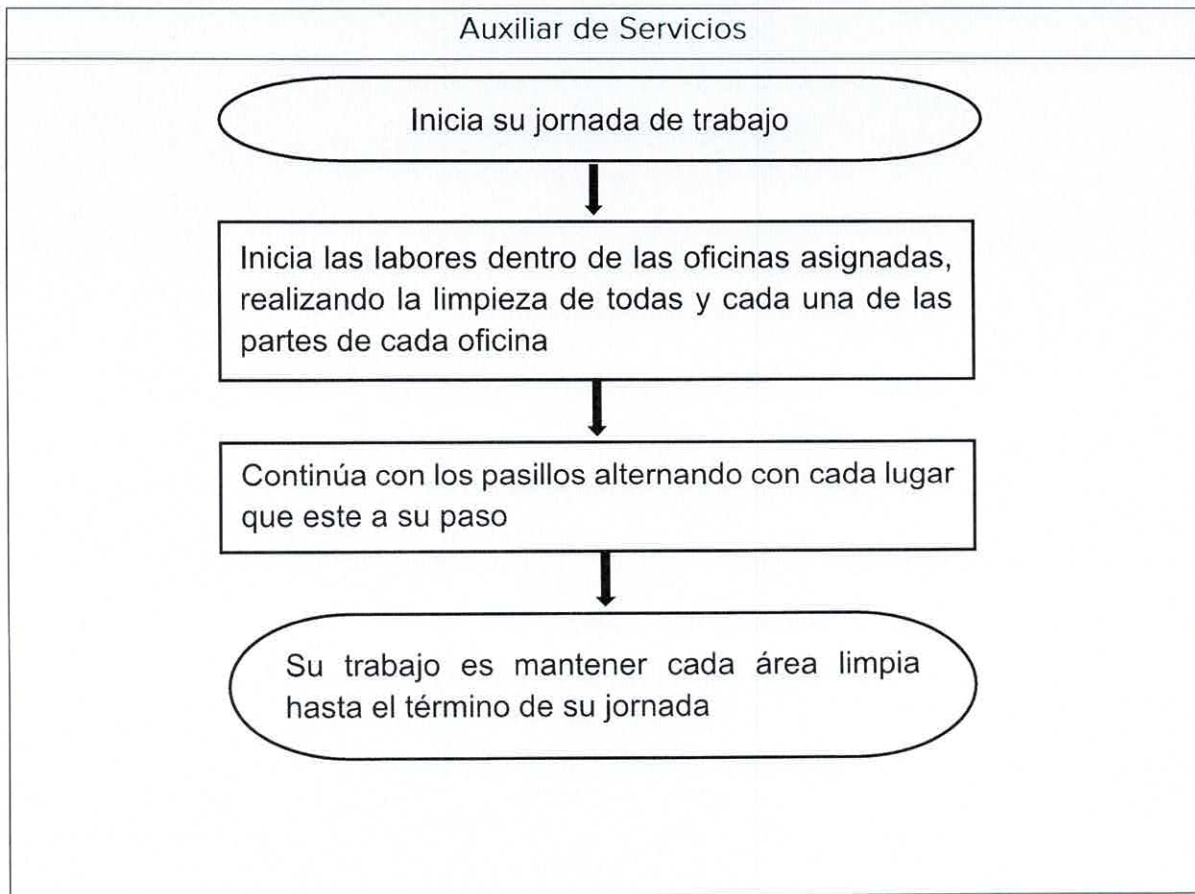 Auxiliar de Servicios
Inicia su jornada de trabajo
Inicia las labores dentro de las oficinas asignadas,
realizando la limpieza de todas y cada una de las
partes de cada oficina
Continúa con los pasillos alternando con cada lugar
que este a su paso
Su trabajo es mantener cada área limpia
hasta el término de su jornada